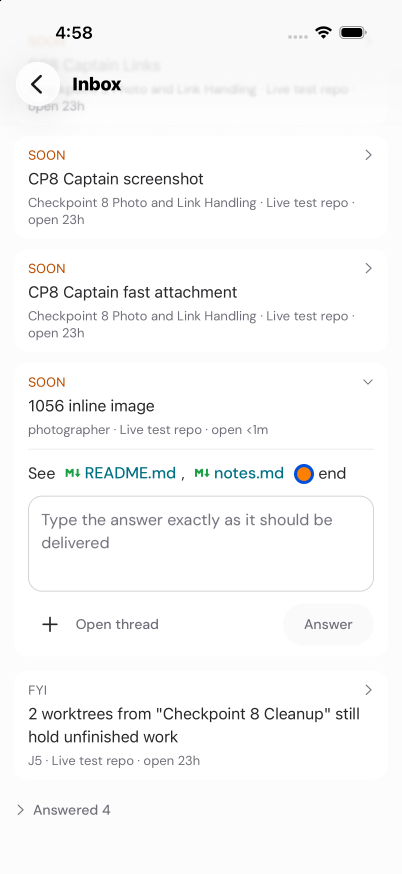 4:58
Inbox
open 23h
SOON
CP8 Captain screenshot
Checkpoint 8 Photo and Link Handling · Live test repo ·
open 23h
SOON
CP8 Captain fast attachment
Checkpoint 8 Photo and Link Handling · Live test repo ·
open 23h
SOON
1056 inline image
photographer · Live test repo · open <1m
See M↓ README.md , M↓ notes.md end
Type the answer exactly as it should be
delivered
Open thread
Answer
FYI
2 worktrees from "Checkpoint 8 Cleanup" still
hold unfinished work
J5 · Live test repo · open 23h
Answered 4